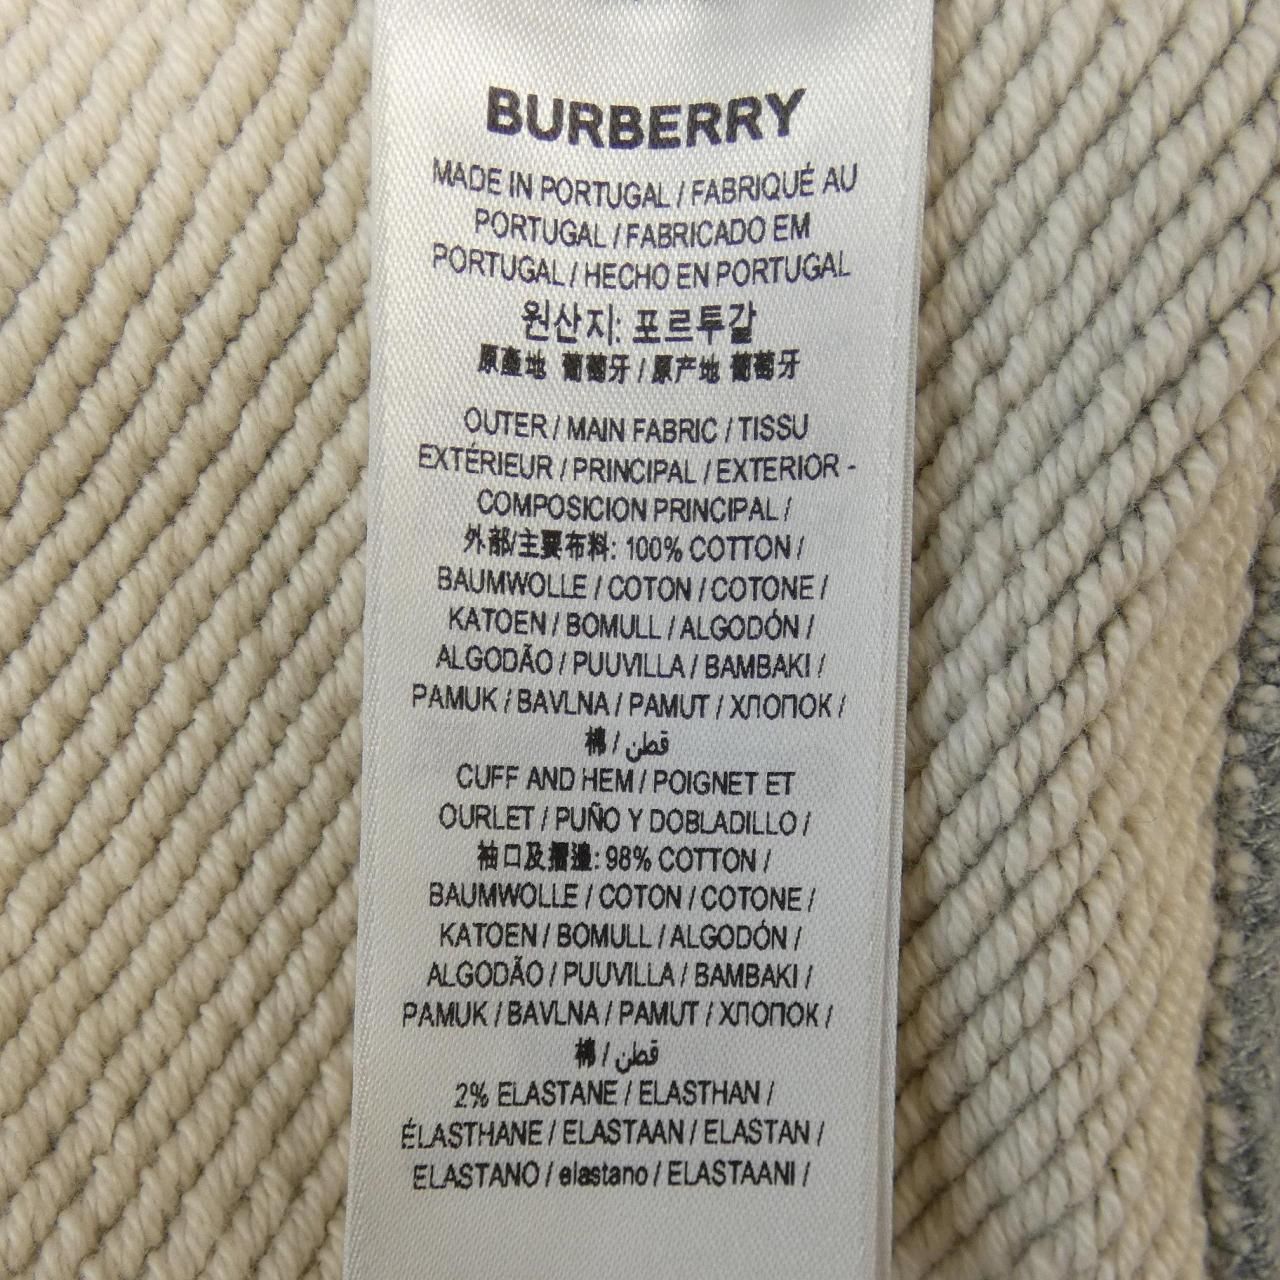 BURBERRY
MADE IN PORTUGAL / FABRIQUÉ AU
PORTUGAL / FABRICADO EM
PORTUGAL / HECHO EN PORTUGAL
원산지: 포르투갈
原產地 葡萄牙 / 原产地 葡萄牙
OUTER / MAIN FABRIC / TISSU
EXTÉRIEUR / PRINCIPAL / EXTERIOR -
COMPOSICION PRINCIPAL /
外部/主要布料: 100% COTTON /
BAUMWOLLE / COTON / COTONE /
KATOEN / BOMULL / ALGODÓN /
ALGODÃO / PUUVILLA / BAMBAKI /
PAMUK / BAVLNA / PAMUT / ХЛОПОК /
棉 / قطن
CUFF AND HEM / POIGNET ET
OURLET / PUÑO Y DOBLADILLO /
袖口及摺邊: 98% COTTON /
BAUMWOLLE / COTON / COTONE /
KATOEN / BOMULL / ALGODÓN /
ALGODÃO / PUUVILLA / BAMBAKI /
PAMUK / BAVLNA / PAMUT / ХЛОПОК /
棉 / قطن
2% ELASTANE / ELASTHAN /
ÉLASTHANE / ELASTAAN / ELASTAN /
ELASTANO / elastano / ELASTAANI /